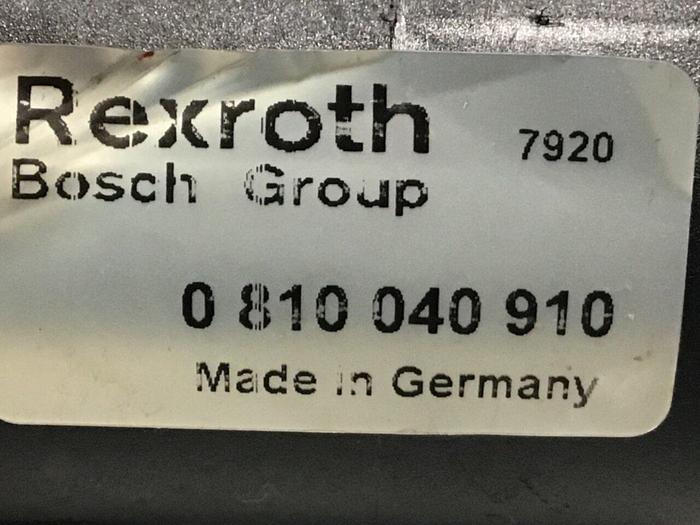 Rexroth 7920
Bosch Group
0 810 040 910
Made in Germany